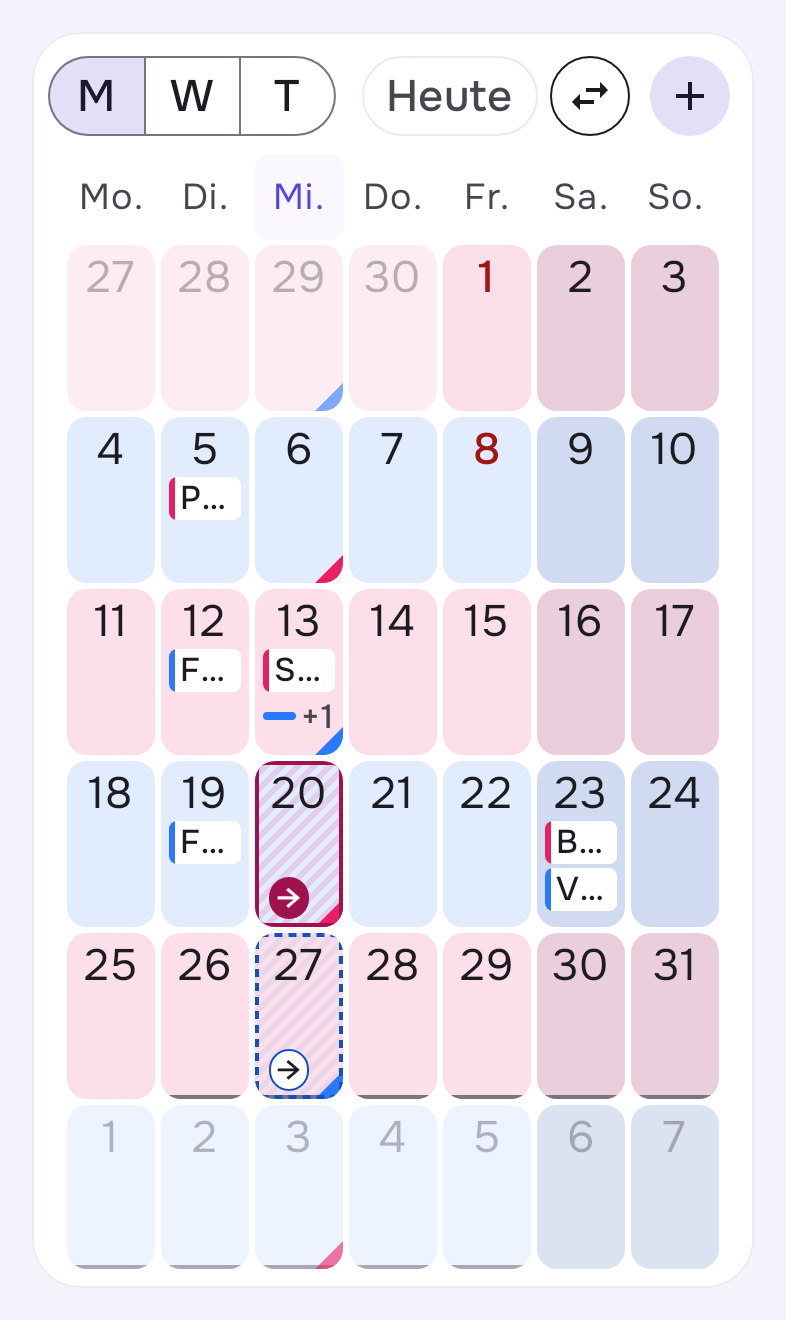 M W T Heute +
Mo. Di. Mi. Do. Fr. Sa. So.
27 28 29 30 1 2 3
4 5 6 7 8 9 10
P...
11 12 13 14 15 16 17
F... S...
+1
18 19 20 21 22 23 24
F... B...
V...
25 26 27 28 29 30 31
1 2 3 4 5 6 7